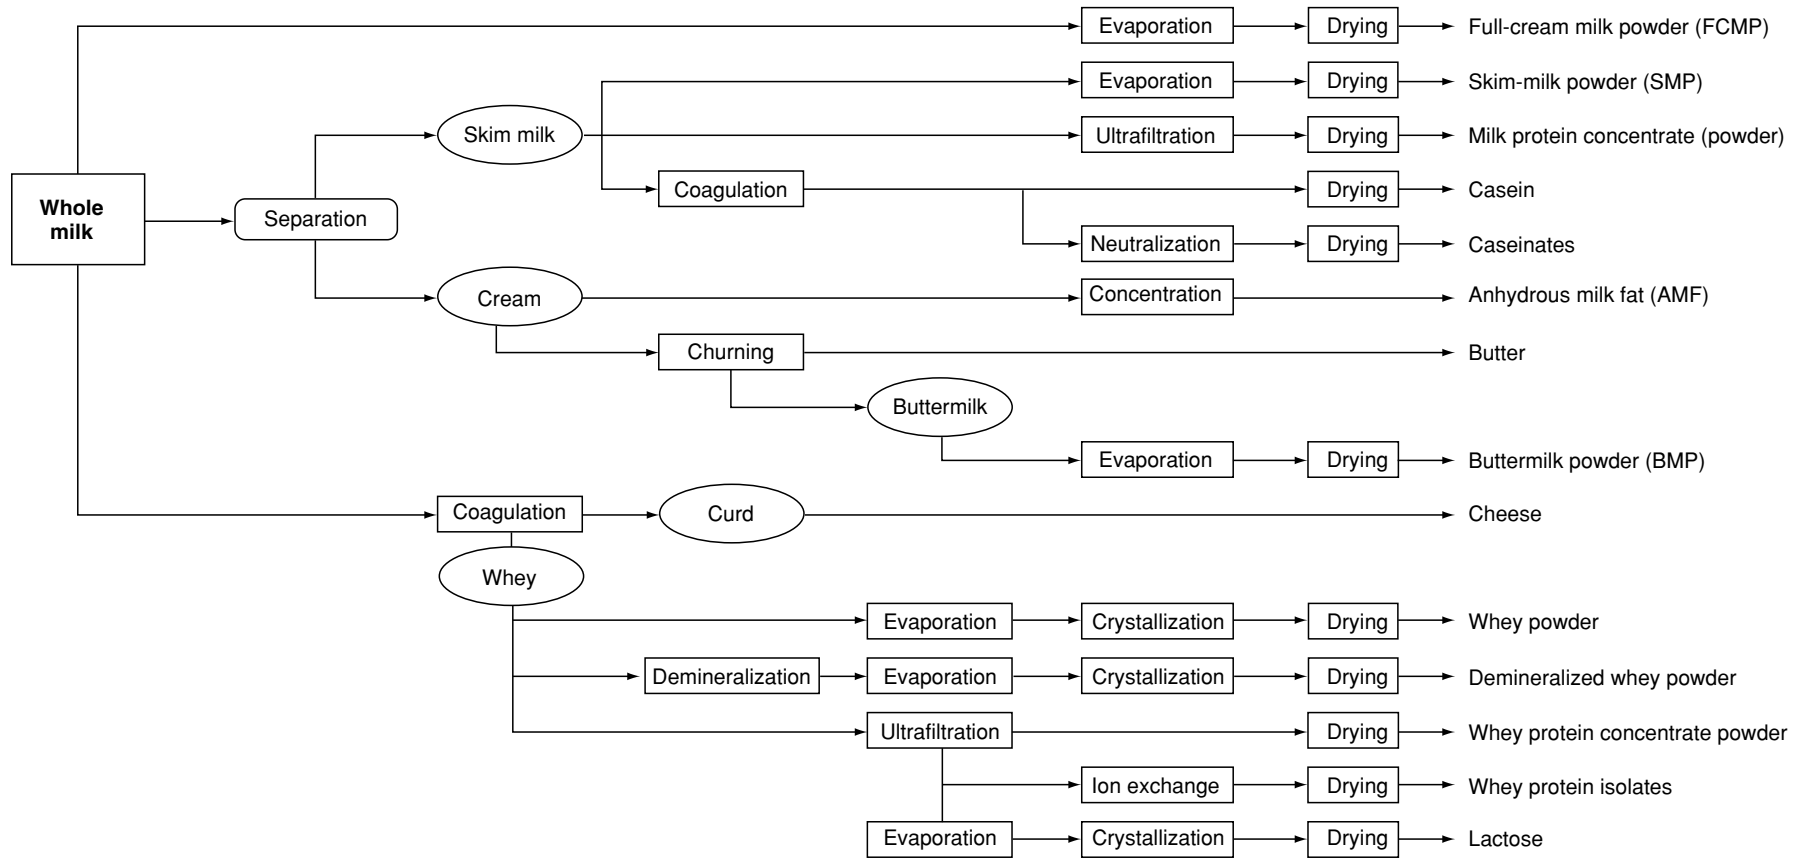 Evaporation
Drying
Full-cream milk powder (FCMP)
Evaporation
Drying
Skim-milk powder (SMP)
Skim milk
Ultrafiltration
Drying
Milk protein concentrate (powder)
Coagulation
Drying
Casein
Whole
milk
Separation
Neutralization
Drying
Caseinates
Cream
Concentration
Anhydrous milk fat (AMF)
Churning
Butter
Buttermilk
Evaporation
Drying
Buttermilk powder (BMP)
Coagulation
Curd
Cheese
Whey
Evaporation
Crystallization
Drying
Whey powder
Demineralization
Evaporation
Crystallization
Drying
Demineralized whey powder
Ultrafiltration
Drying
Whey protein concentrate powder
Ion exchange
Drying
Whey protein isolates
Evaporation
Crystallization
Drying
Lactose